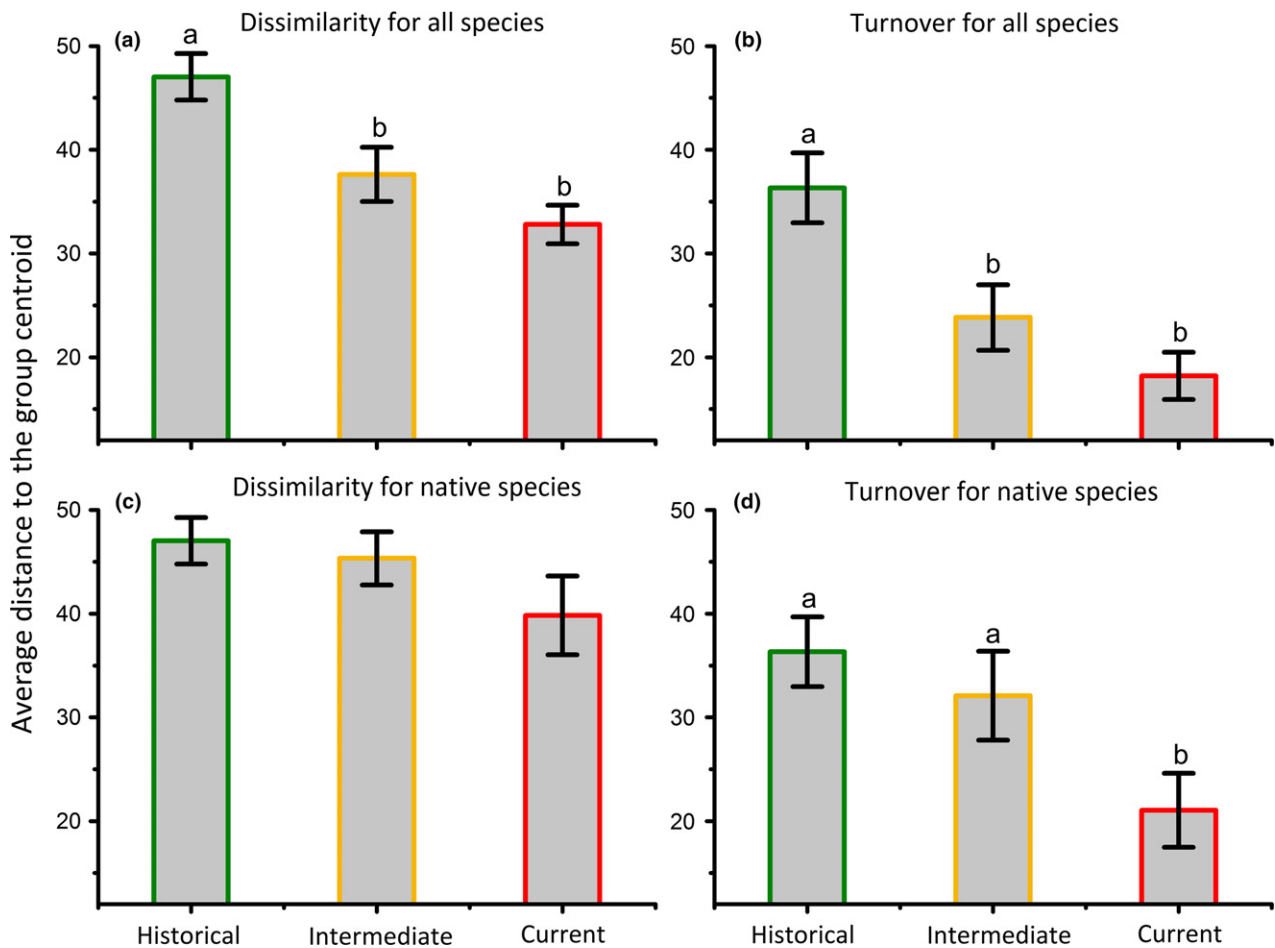 Average distance to the group centroid
Dissimilarity for all species
(a)
50
40
30
20
a
b
b
Turnover for all species
(b)
50
40
30
20
a
b
b
Dissimilarity for native species
(c)
50
40
30
20
Historical
Intermediate
Current
Turnover for native species
(d)
50
40
30
20
a
a
b
Historical
Intermediate
Current